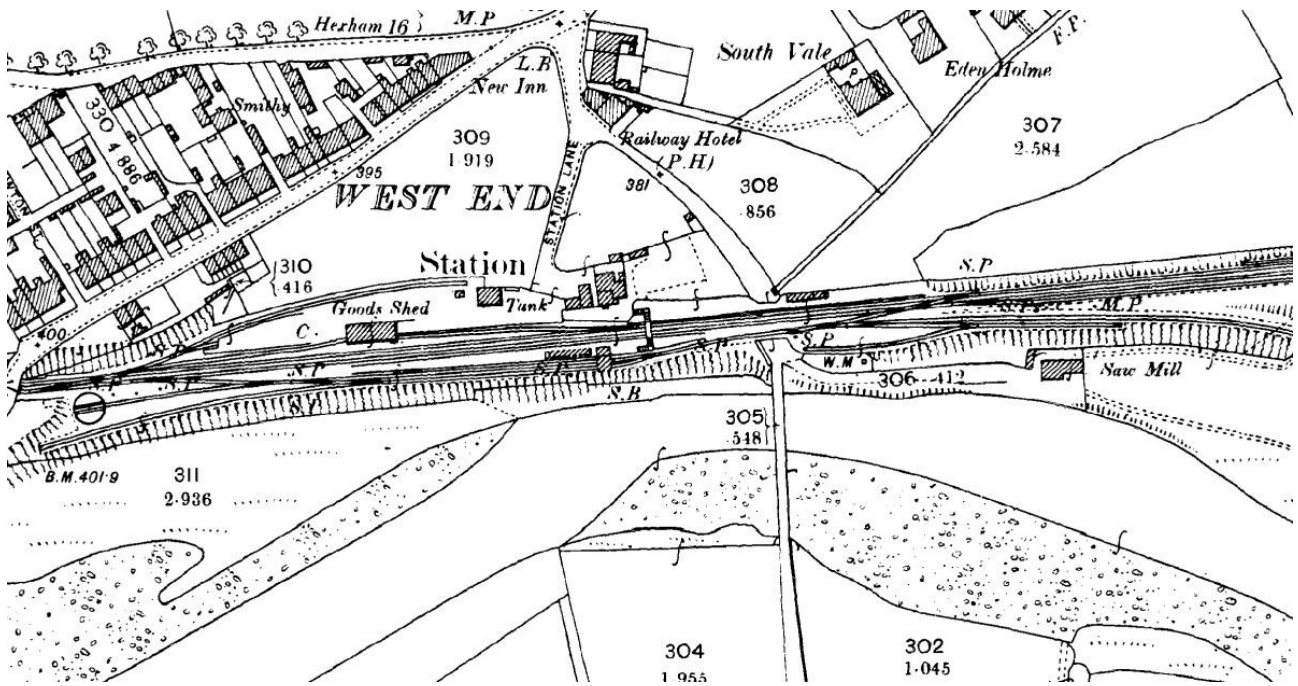 Hexham 16
M.P
L.B
New Inn
South Vale
Eden Holme
F.P.
Smithy
330
4·886
309
1·919
395
Railway Hotel
(P.H)
307
2·584
381
308
·856
WEST END
STATION LANE
310
·416
Station
Goods Shed
Tank
C.
S.P
S.P.
M.P
400
S.P
S.P
S.P
S.P
S.P
W.M
306
·412
Saw Mill
S.P
S.B
305
·548
B.M.401·9
311
2·936
304
1·955
302
1·045